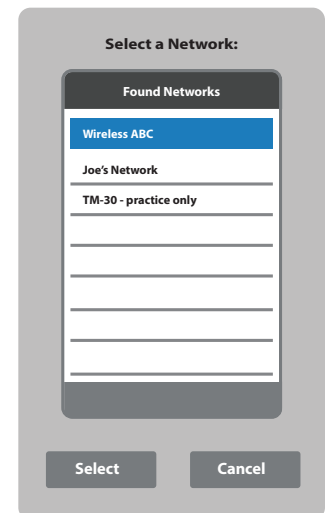 Select a Network:
Found Networks
Wireless ABC
Joe's Network
TM-30 - practice only
Select Cancel